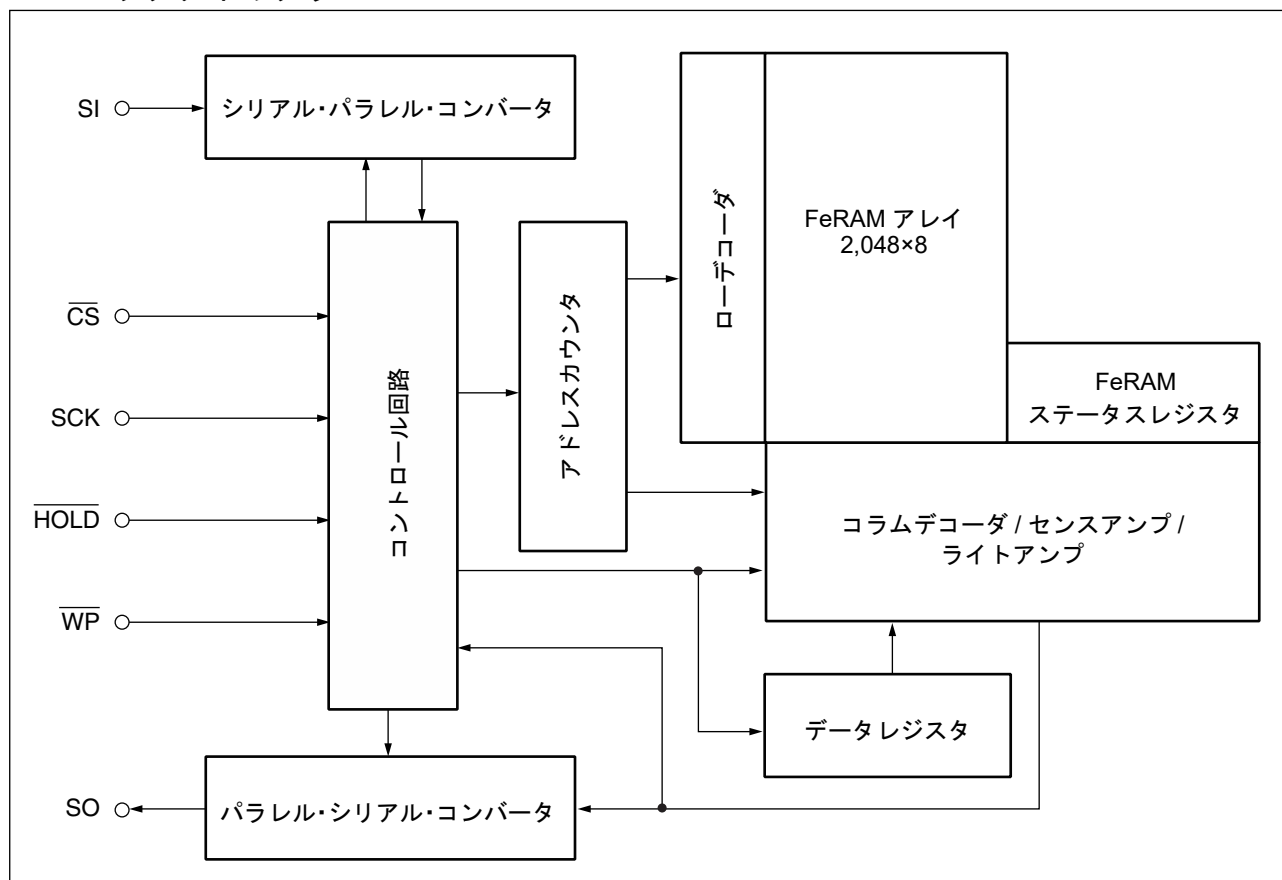 SI
シリアル・パラレル・コンバータ
ローデコーダ
FeRAM アレイ
2,048×8
CS
SCK
HOLD
WP
コントロール回路
アドレスカウンタ
FeRAM
ステータスレジスタ
コラムデコーダ / センスアンプ /
ライトアンプ
データレジスタ
SO
パラレル・シリアル・コンバータ